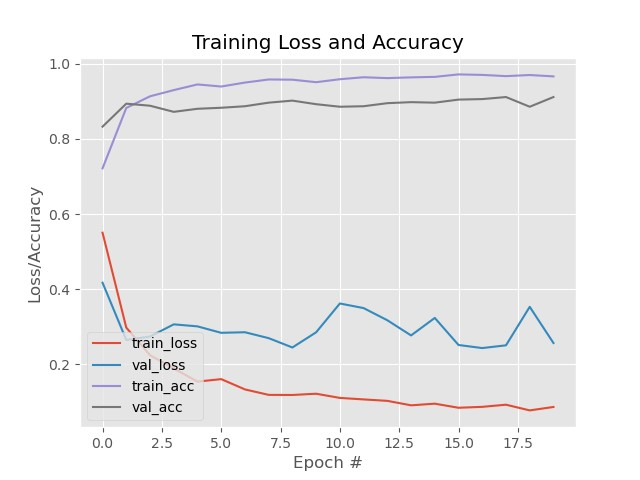 Training Loss and Accuracy
1.0
0.8
0.6
0.4
0.2
Loss/Accuracy
train_loss
val_loss
train_acc
val_acc
0.0 2.5 5.0 7.5 10.0 12.5 15.0 17.5
Epoch #